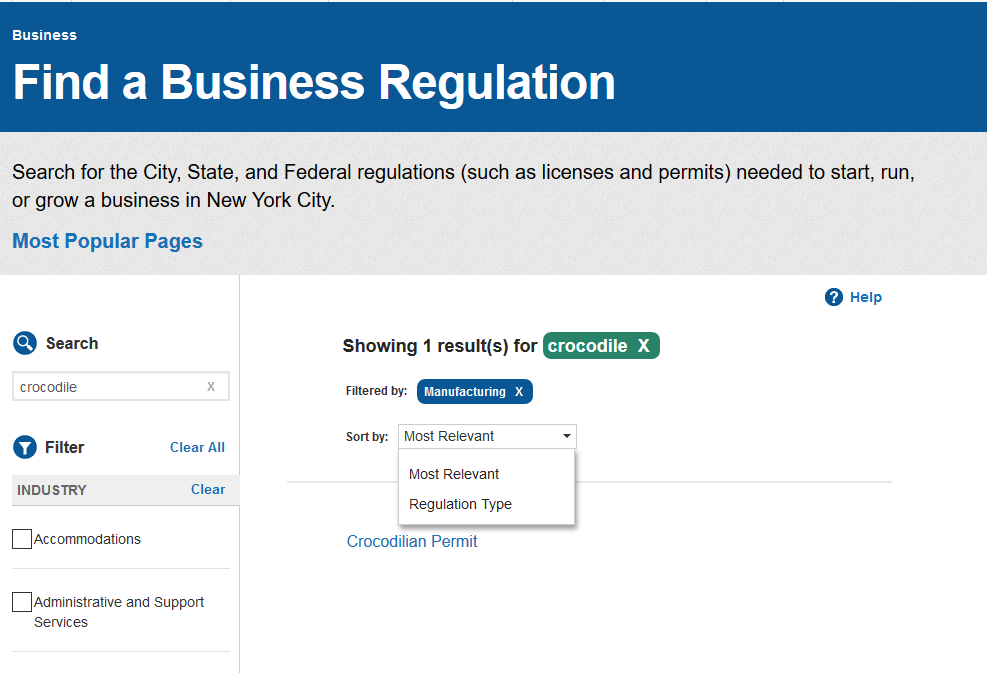 Business
Find a Business Regulation
Search for the City, State, and Federal regulations (such as licenses and permits) needed to start, run,
or grow a business in New York City.
Most Popular Pages
? Help
Search
crocodile X
Filter Clear All
INDUSTRY Clear
Accommodations
Administrative and Support
Services
Showing 1 result(s) for crocodile X
Filtered by: Manufacturing X
Sort by: Most Relevant
Most Relevant
Regulation Type
Crocodilian Permit